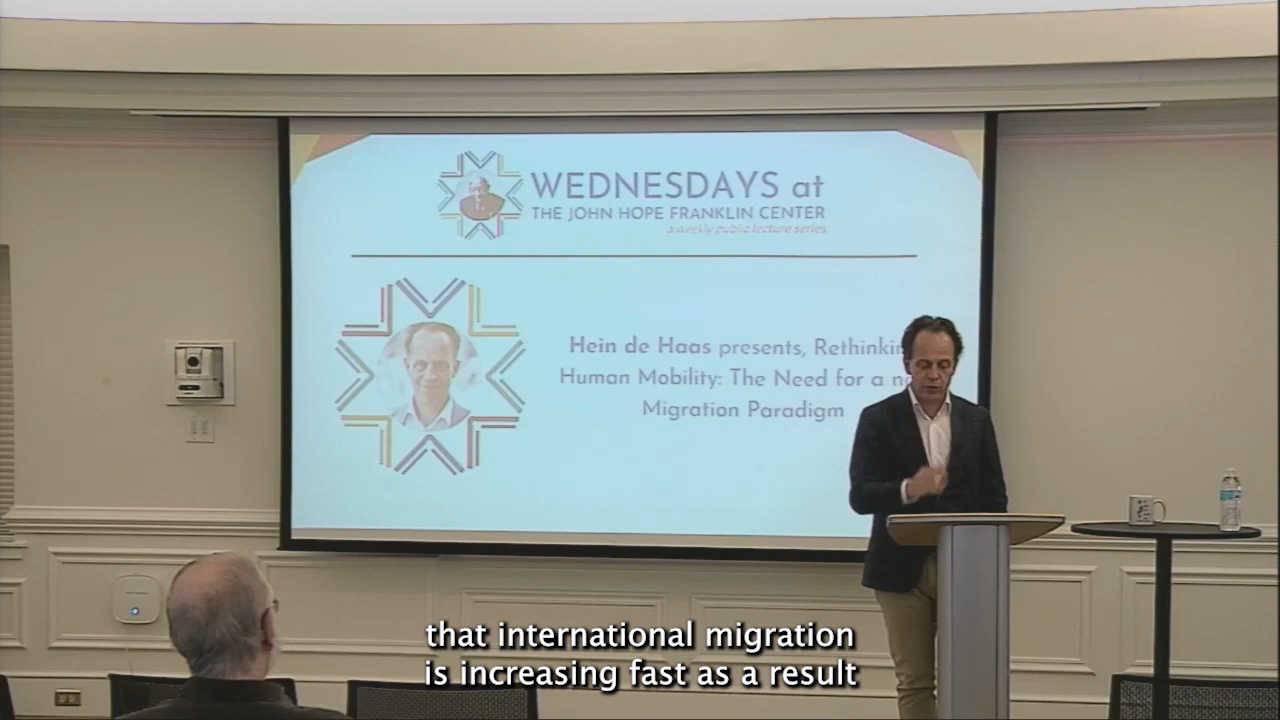 WEDNESDAYS at
THE JOHN HOPE FRANKLIN CENTER
a weekly public lecture series
Hein de Haas presents, Rethinkin
Human Mobility: The Need for a n
Migration Paradigm
that international migration
is increasing fast as a result